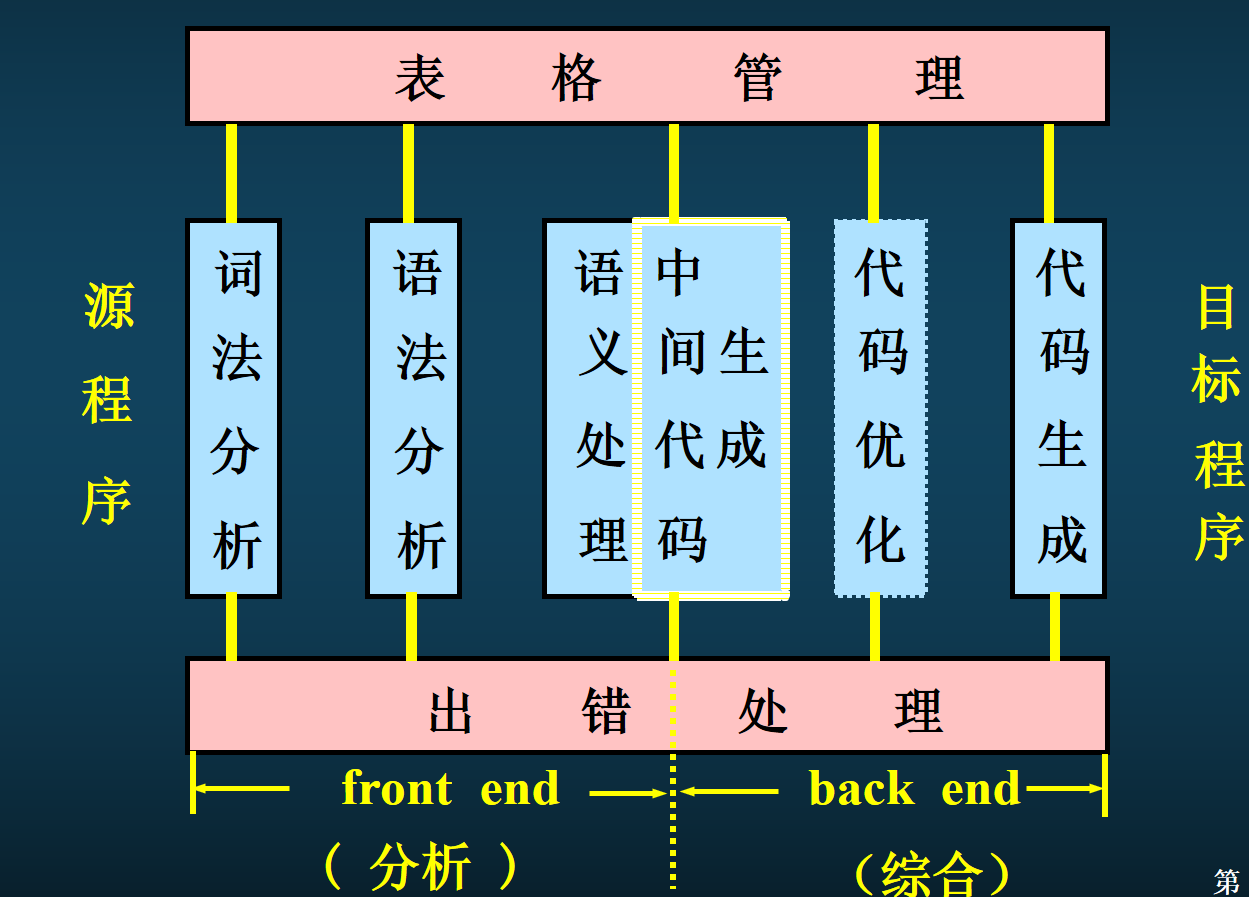 表格管理
源程序
词法分析
语法分析
语义处理
中间代码
生成
代码优化
代码生成
目标程序
出错处理
front end
back end
（分析）
（综合）
第